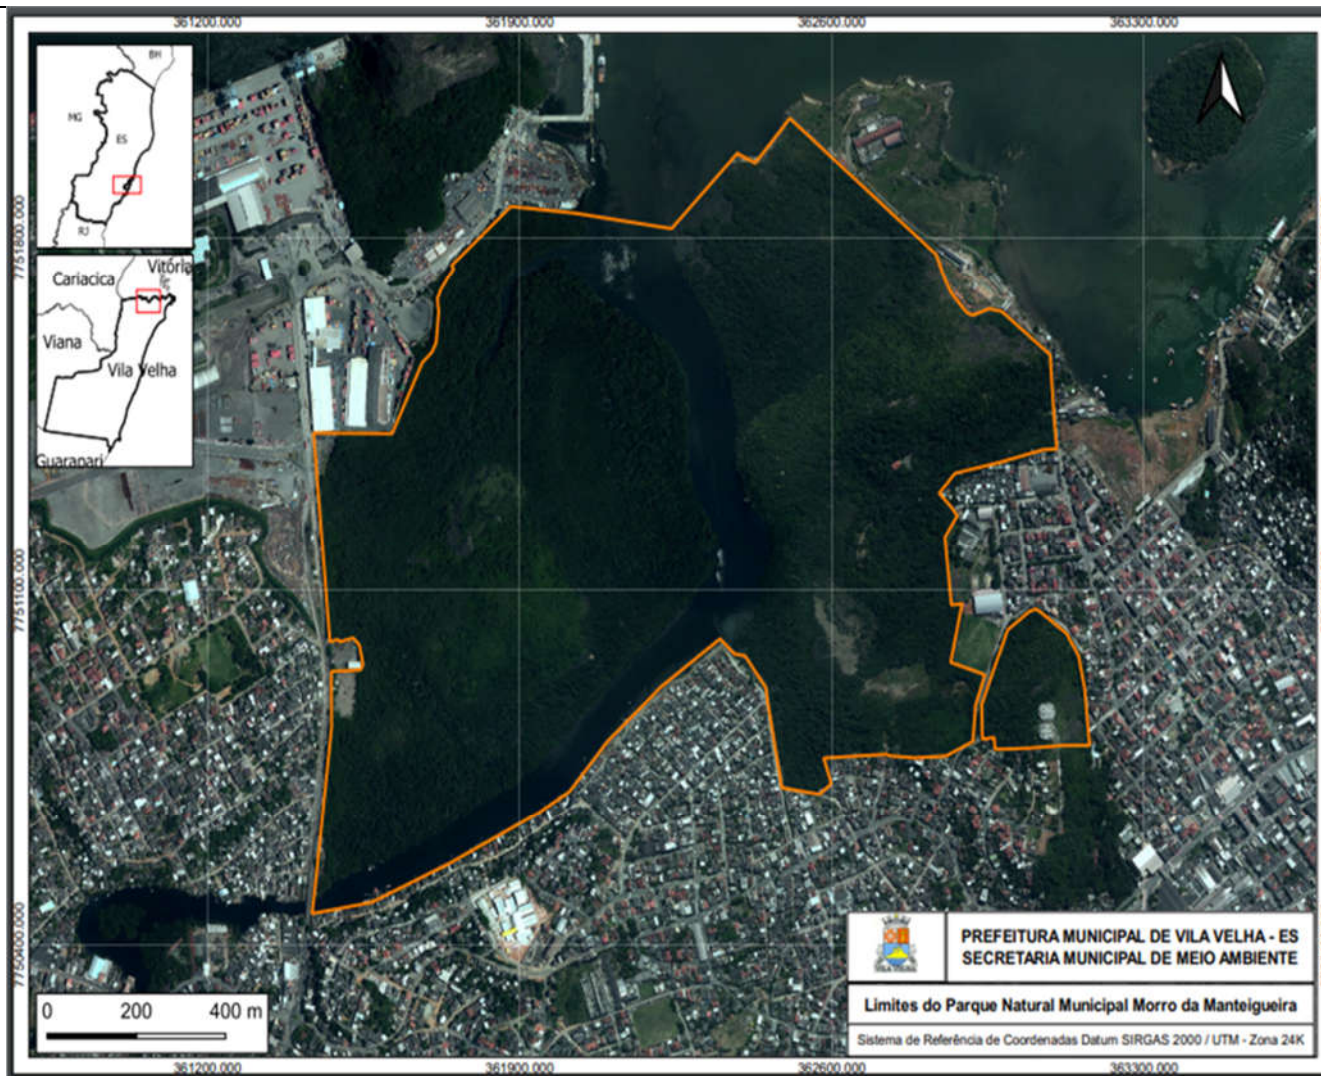 361200.000 361900.000 362600.000 363300.000
BH
MG
ES
RJ
7751800.000
Cariacica
Vitória
Viana
Vila Velha
Guarapari
7751100.000
7750400.000
VILA VELHA
PREFEITURA MUNICIPAL DE VILA VELHA - ES
SECRETARIA MUNICIPAL DE MEIO AMBIENTE
Limites do Parque Natural Municipal Morro da Manteigueira
Sistema de Referência de Coordenadas Datum SIRGAS 2000 / UTM - Zona 24K
0 200 400 m
361200.000 361900.000 362600.000 363300.000